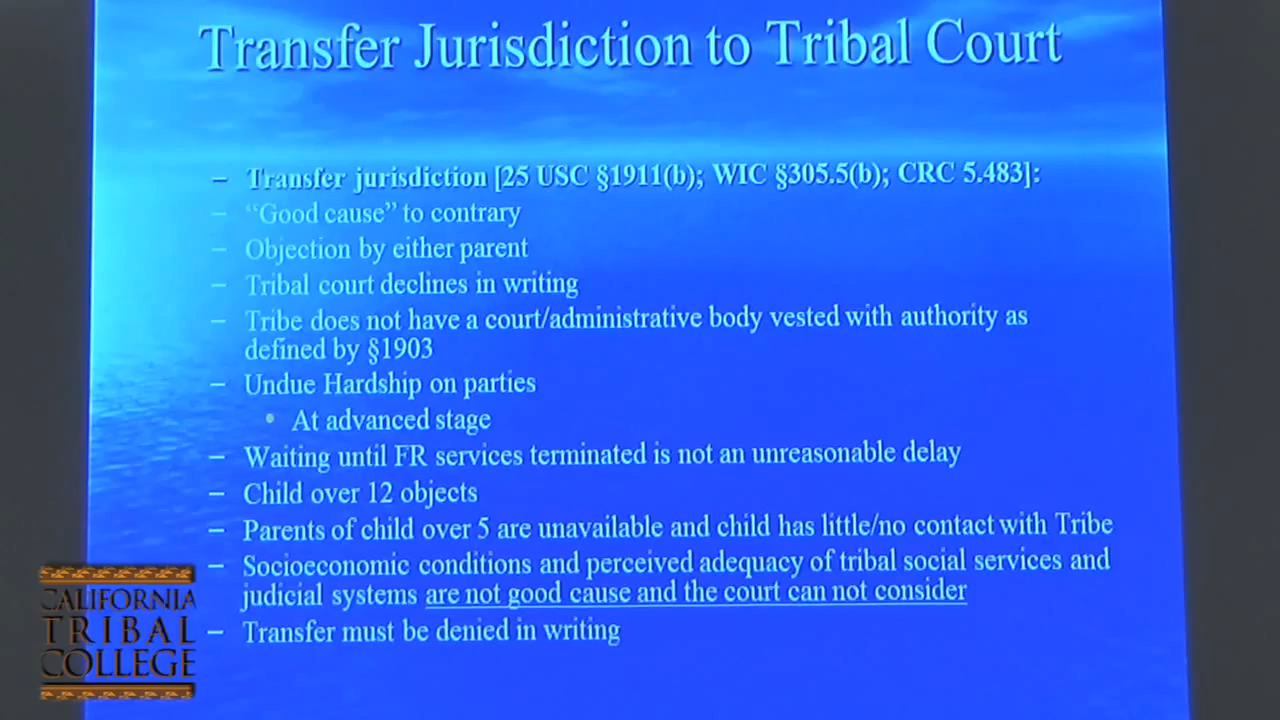 Transfer Jurisdiction to Tribal Court
– Transfer jurisdiction [25 USC §1911(b); WIC §305.5(b); CRC 5.483]:
– “Good cause” to contrary
– Objection by either parent
– Tribal court declines in writing
– Tribe does not have a court/administrative body vested with authority as
defined by §1903
– Undue Hardship on parties
• At advanced stage
– Waiting until FR services terminated is not an unreasonable delay
– Child over 12 objects
– Parents of child over 5 are unavailable and child has little/no contact with Tribe
– Socioeconomic conditions and perceived adequacy of tribal social services and
judicial systems are not good cause and the court can not consider
– Transfer must be denied in writing
CALIFORNIA
TRIBAL
COLLEGE